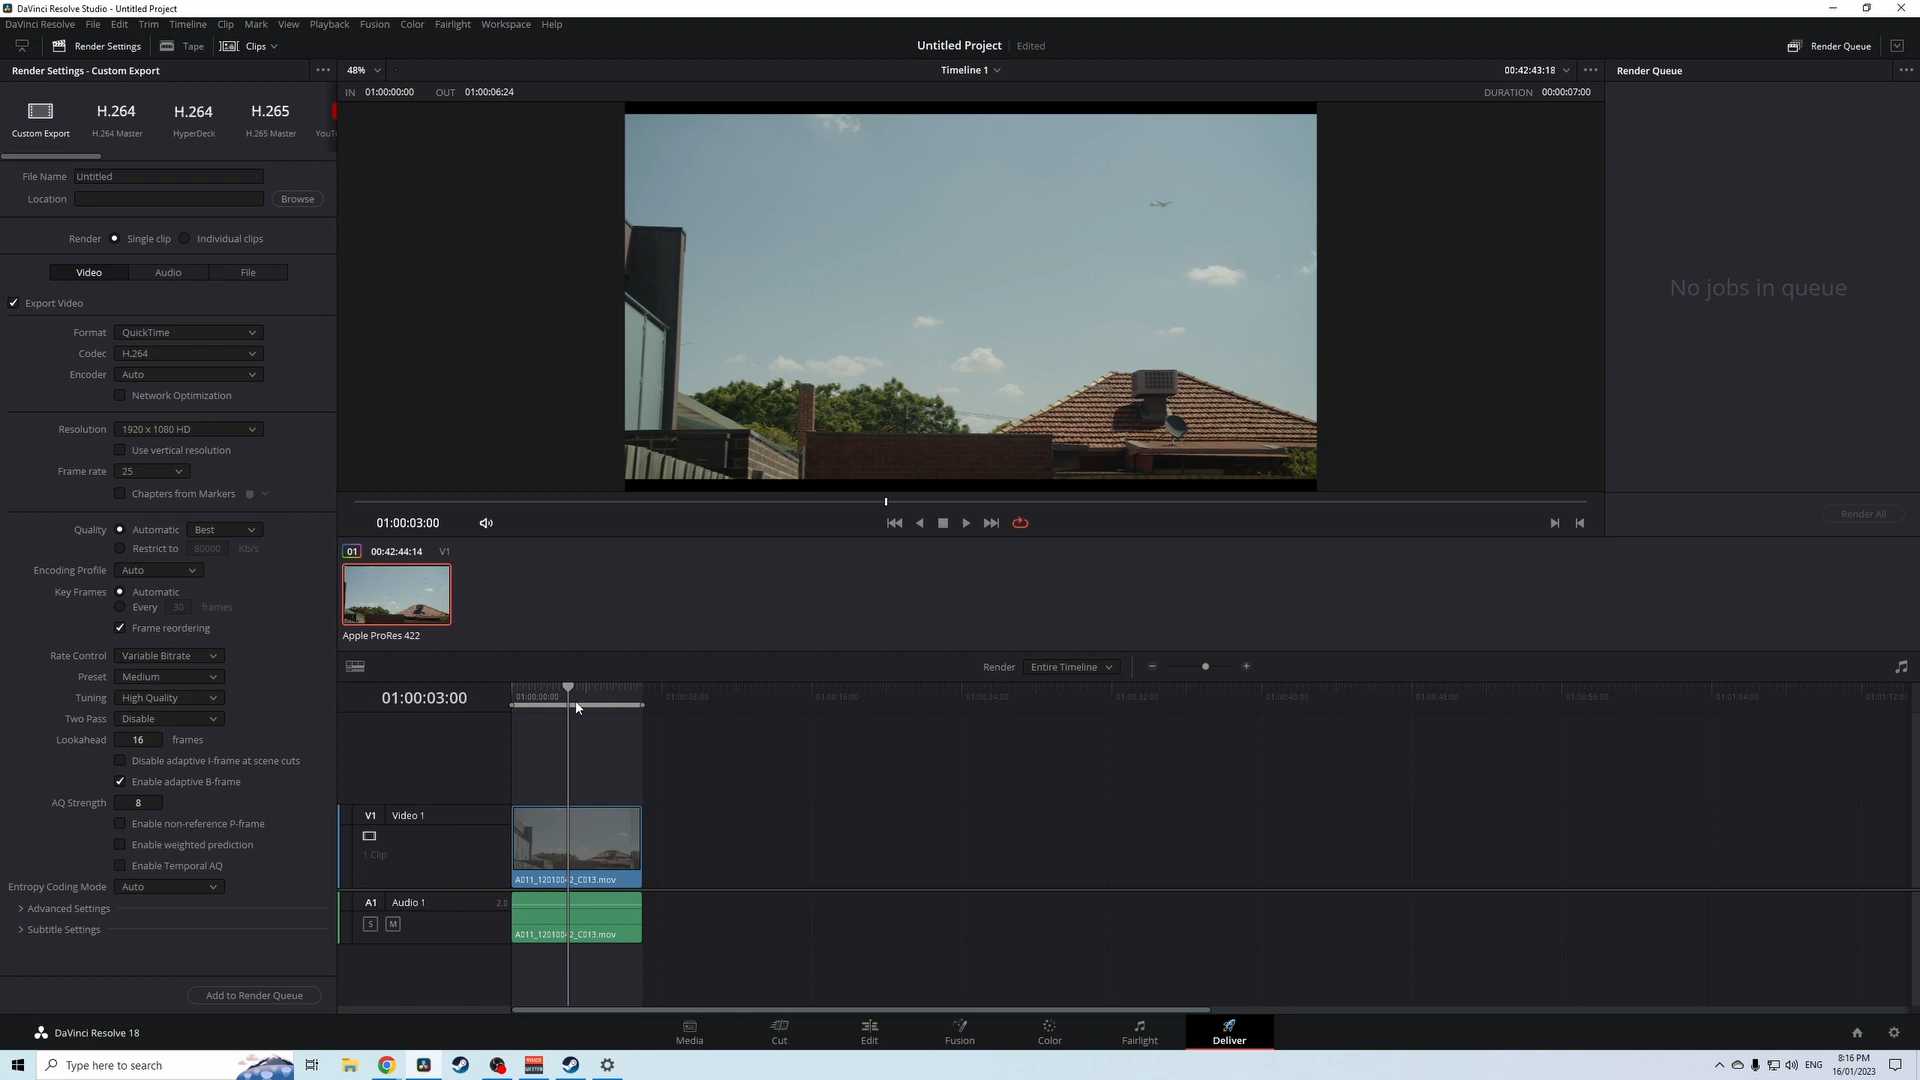 DaVinci Resolve Studio - Untitled Project
DaVinci Resolve File Edit Trim Timeline Clip Mark View Playback Fusion Color Fairlight Workspace Help
Render Settings Tape Clips Untitled Project Edited Render Queue
Render Settings - Custom Export 48% Timeline 1 00:42:43:18 Render Queue
IN 01:00:00:00 OUT 01:00:06:24 DURATION 00:00:07:00
H.264 H.264 H.265
Custom Export H.264 Master HyperDeck H.265 Master
File Name Untitled
Location Browse
Render Single clip Individual clips
Video Audio File
No jobs in queue
Export Video
Format QuickTime
Codec H.264
Encoder Auto
Network Optimization
Resolution 1920 x 1080 HD
Use vertical resolution
Frame rate 25
Chapters from Markers
Render All
01:00:03:00
Quality Automatic Best
Restrict to 80000 Kb/s
01 00:42:44:14 V1
Encoding Profile Auto
Key Frames Automatic
Every 30 frames
Frame reordering
Apple ProRes 422
Rate Control Variable Bitrate
Render Entire Timeline
Preset Medium
Tuning High Quality
01:00:03:00 01:00:00:00 01:00:08:00 01:00:16:00 01:00:24:00 01:00:32:00 01:00:40:00 01:00:48:00 01:00:56:00 01:01:04:00
Two Pass Disable
Lookahead 16 frames
Disable adaptive I-frame at scene cuts
Enable adaptive B-frame
AQ Strength 8
V1 Video 1
Enable non-reference P-frame
Enable weighted prediction
1 Clip
Enable Temporal AQ
Entropy Coding Mode Auto
Advanced Settings
A1 Audio 1 2.0
S M
Subtitle Settings
Add to Render Queue
DaVinci Resolve 18
Media Cut Edit Fusion Color Fairlight Deliver
Type here to search
ENG
8:16 PM
16/01/2023